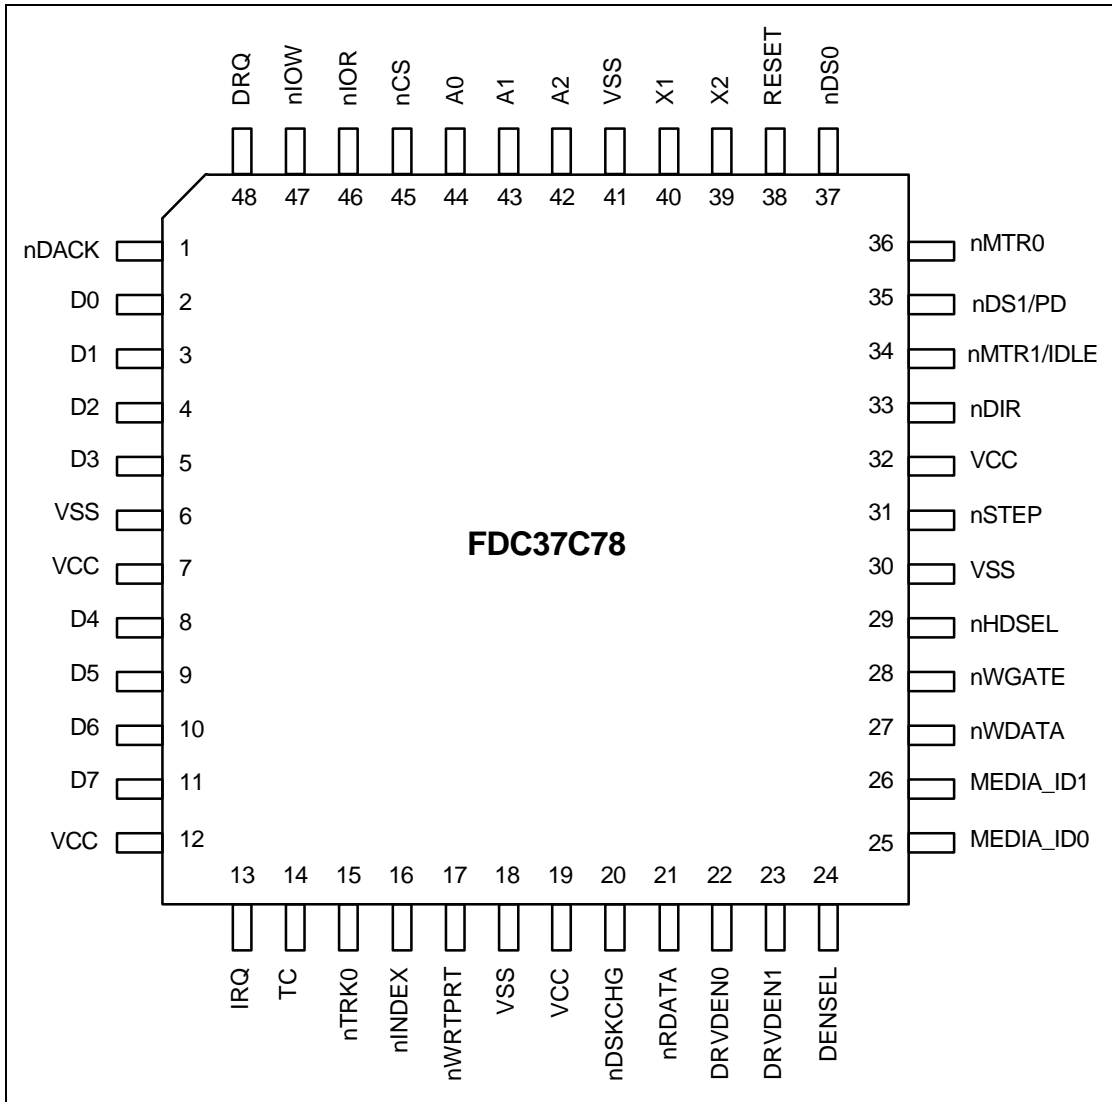 DRQ
nIOW
nIOR
nCS
A0
A1
A2
VSS
X1
X2
RESET
nDS0
48 47 46 45 44 43 42 41 40 39 38 37
nDACK 1
D0 2
D1 3
D2 4
D3 5
VSS 6
VCC 7
D4 8
D5 9
D6 10
D7 11
VCC 12
FDC37C78
36 nMTR0
35 nDS1/PD
34 nMTR1/IDLE
33 nDIR
32 VCC
31 nSTEP
30 VSS
29 nHDSEL
28 nWGATE
27 nWDATA
26 MEDIA_ID1
25 MEDIA_ID0
13 14 15 16 17 18 19 20 21 22 23 24
IRQ
TC
nTRK0
nINDEX
nWRTPRT
VSS
VCC
nDSKCHG
nRDATA
DRVDEN0
DRVDEN1
DENSEL